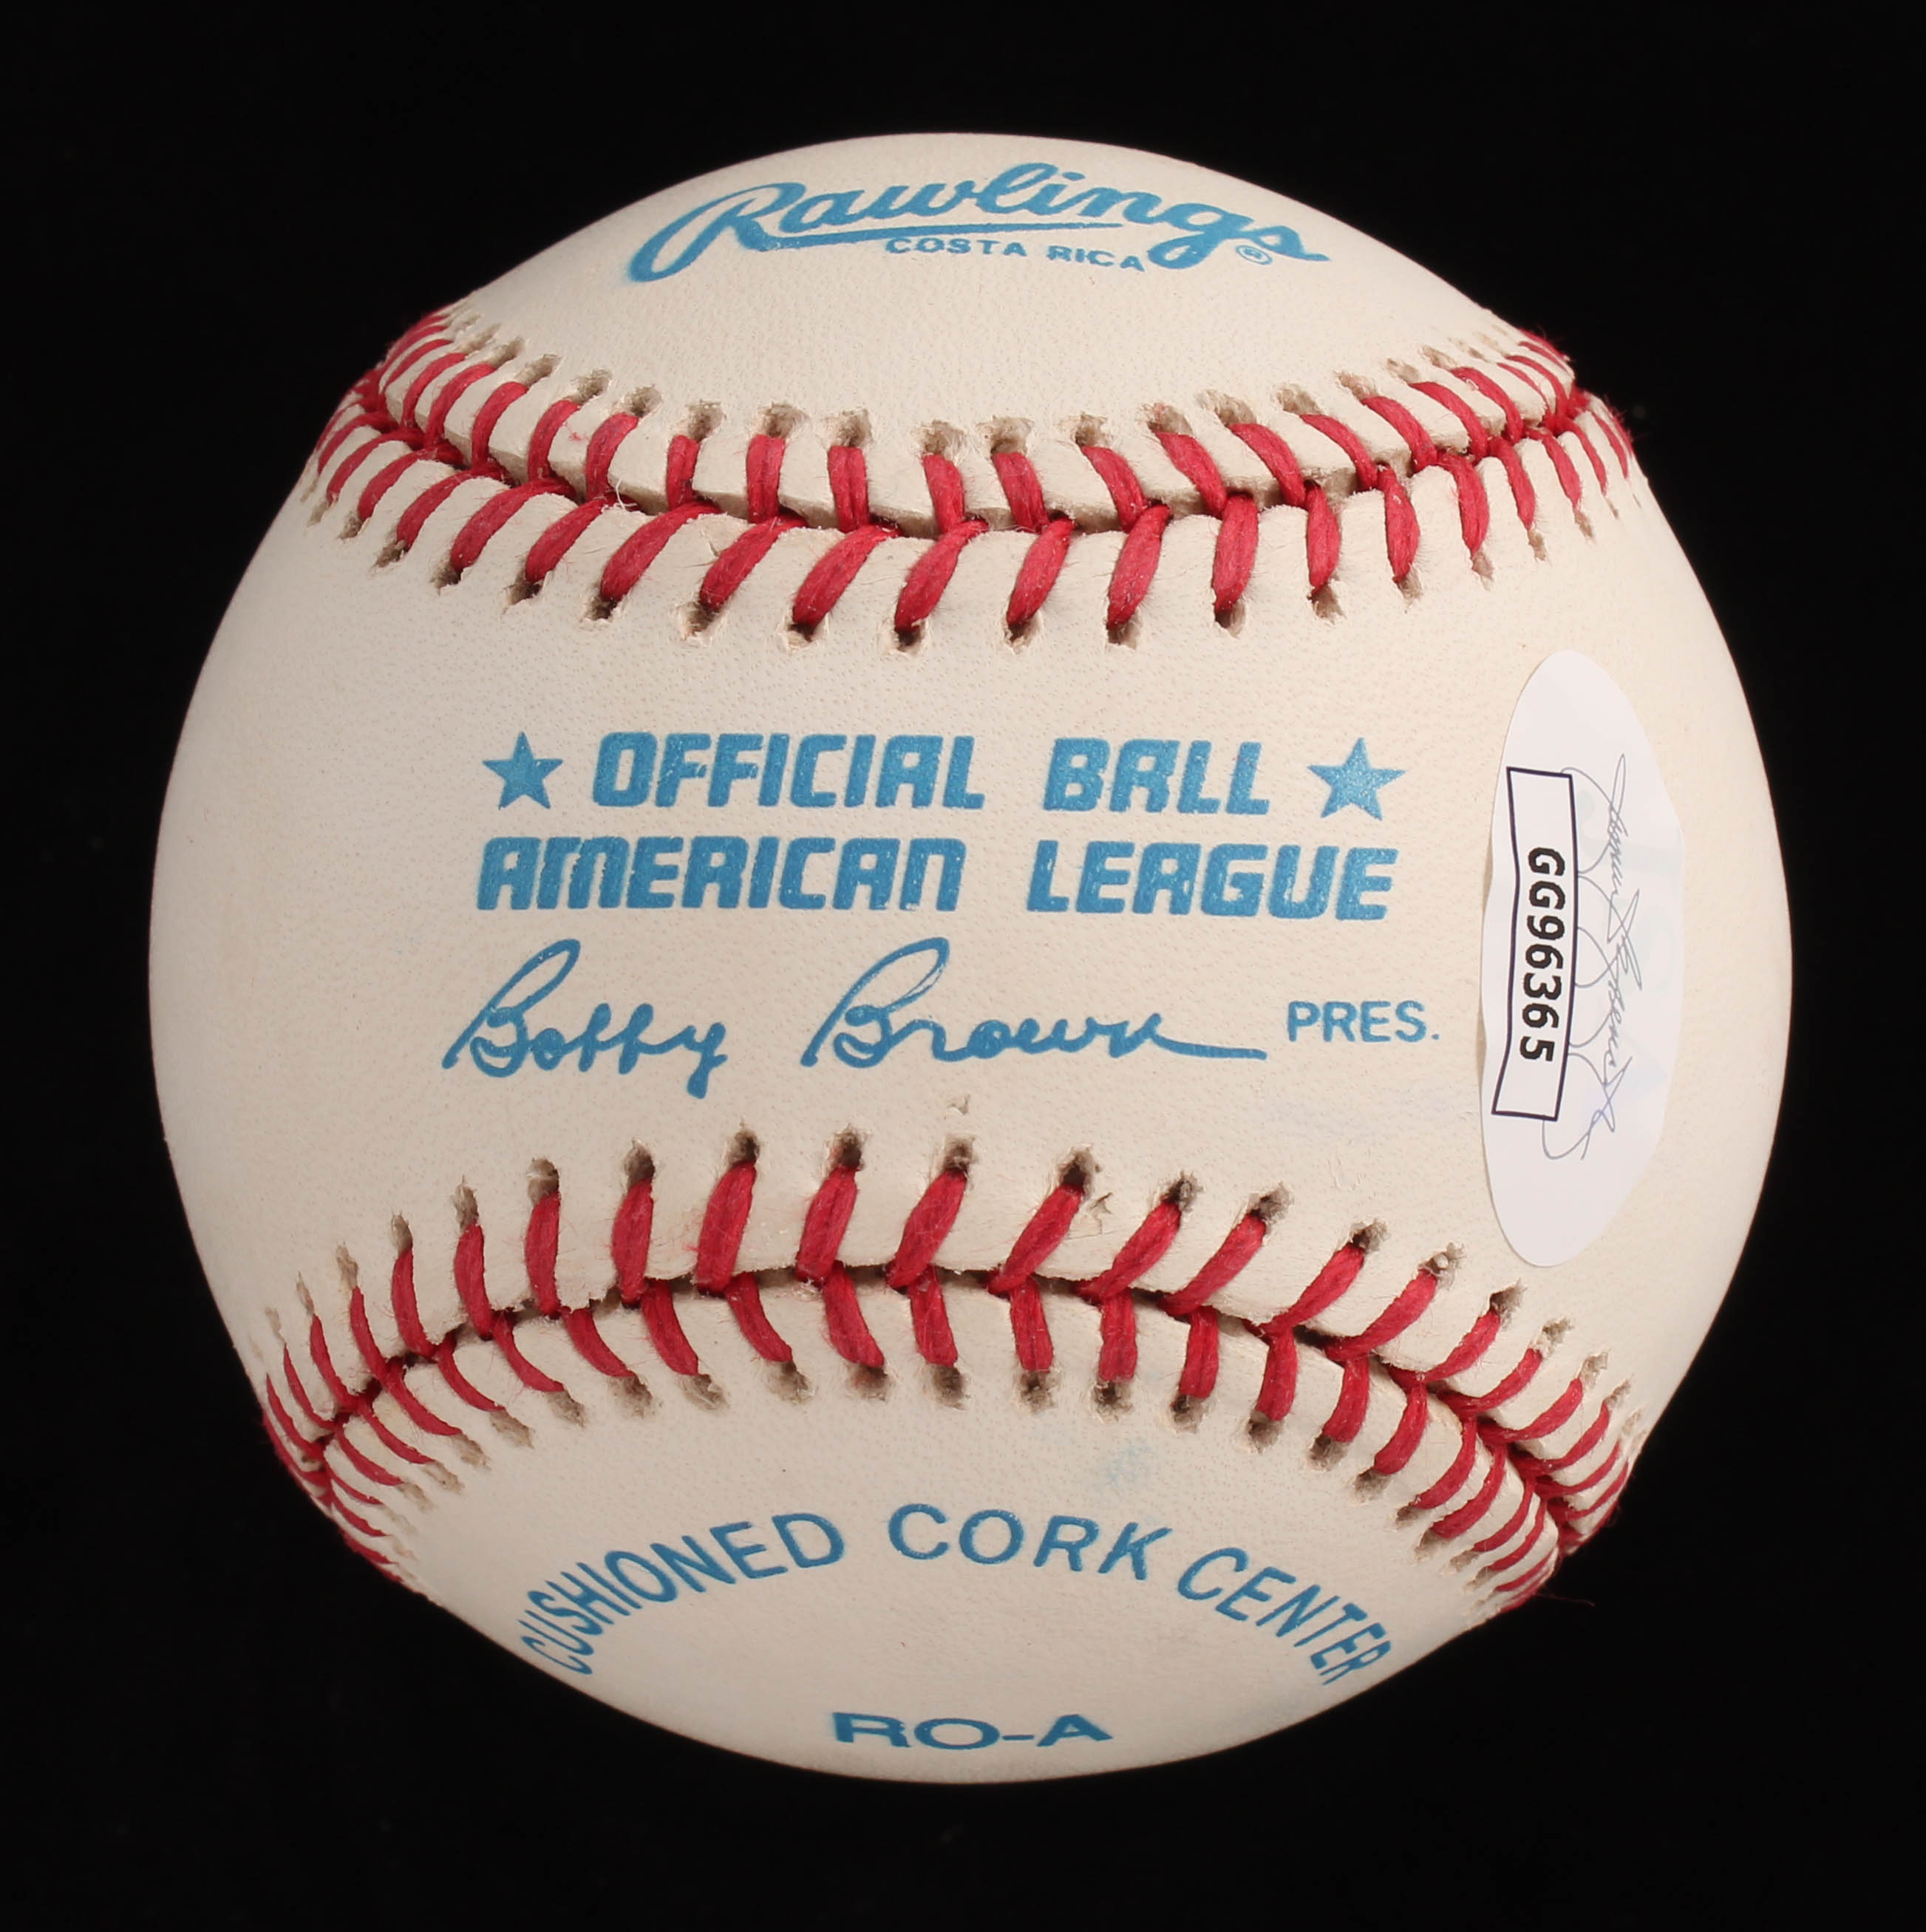 Rawlings ®
COSTA RICA
★ OFFICIAL BALL ★
AMERICAN LEAGUE
Bobby Brown PRES.
GG96365
CUSHIONED CORK CENTER
RO-A